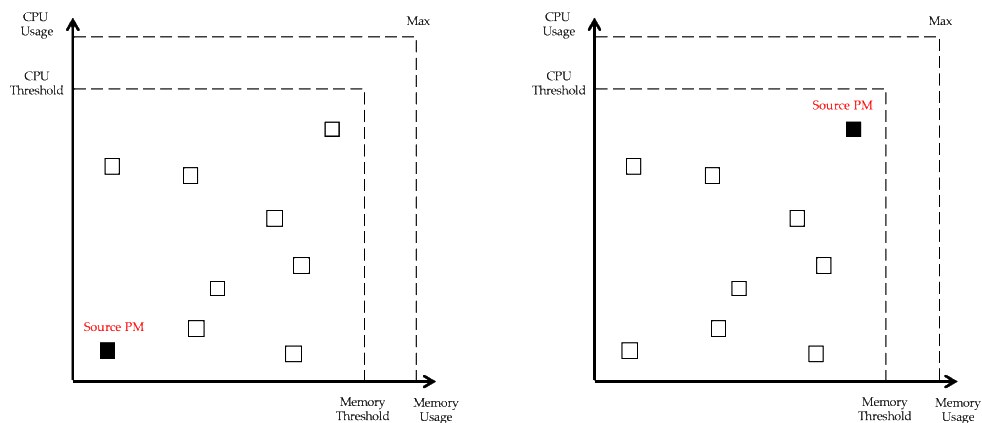 CPU
Usage
Max
CPU
Threshold
Source PM
Memory
Threshold
Memory
Usage
CPU
Usage
Max
CPU
Threshold
Source PM
Memory
Threshold
Memory
Usage